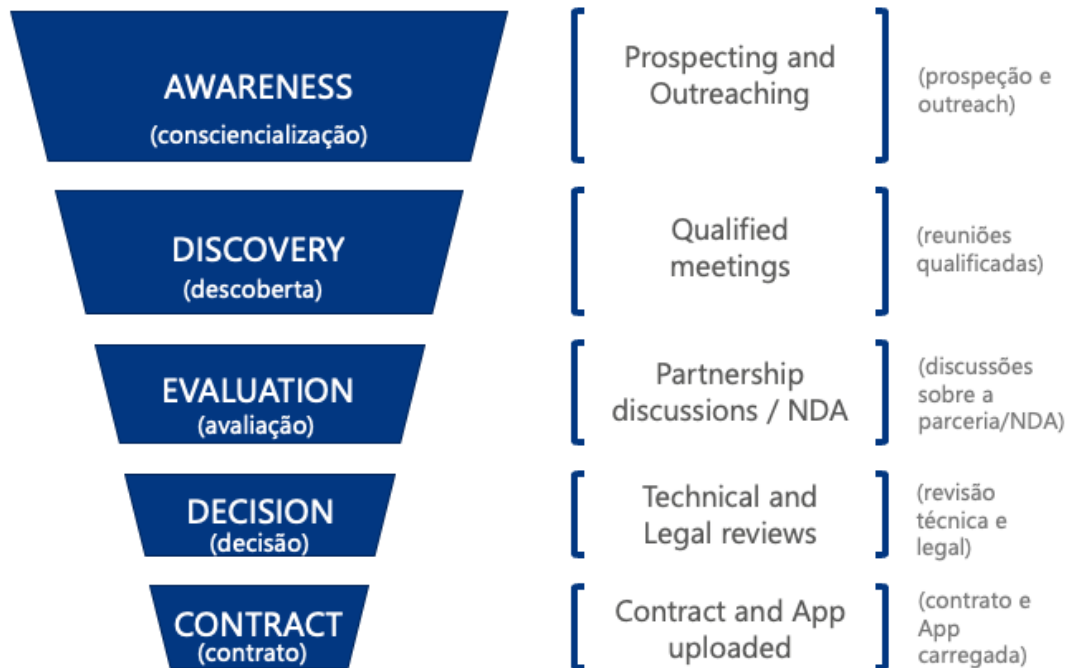 AWARENESS
(consciencialização)
Prospecting and
Outreaching
(prospeção e
outreach)
DISCOVERY
(descoberta)
Qualified
meetings
(reuniões
qualificadas)
EVALUATION
(avaliação)
Partnership
discussions / NDA
(discussões
sobre a
parceria/NDA)
DECISION
(decisão)
Technical and
Legal reviews
(revisão
técnica e
legal)
CONTRACT
(contrato)
Contract and App
uploaded
(contrato e
App
carregada)